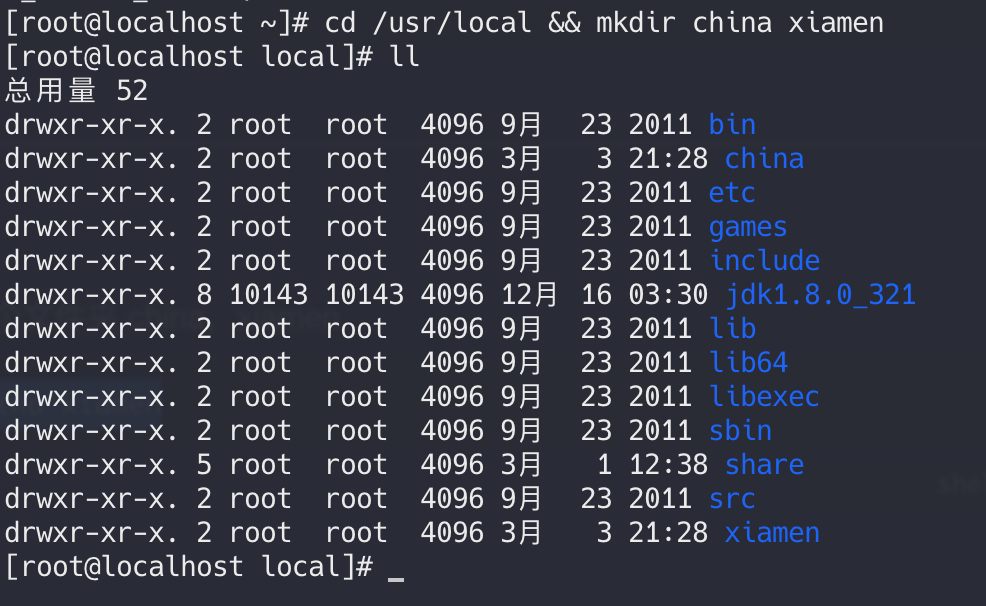 [root@localhost ~]# cd /usr/local && mkdir china xiamen
[root@localhost local]# ll
总用量 52
drwxr-xr-x. 2 root  root  4096 9月  23 2011 bin
drwxr-xr-x. 2 root  root  4096 3月   3 21:28 china
drwxr-xr-x. 2 root  root  4096 9月  23 2011 etc
drwxr-xr-x. 2 root  root  4096 9月  23 2011 games
drwxr-xr-x. 2 root  root  4096 9月  23 2011 include
drwxr-xr-x. 8 10143 10143 4096 12月 16 03:30 jdk1.8.0_321
drwxr-xr-x. 2 root  root  4096 9月  23 2011 lib
drwxr-xr-x. 2 root  root  4096 9月  23 2011 lib64
drwxr-xr-x. 2 root  root  4096 9月  23 2011 libexec
drwxr-xr-x. 2 root  root  4096 9月  23 2011 sbin
drwxr-xr-x. 5 root  root  4096 3月   1 12:38 share
drwxr-xr-x. 2 root  root  4096 9月  23 2011 src
drwxr-xr-x. 2 root  root  4096 3月   3 21:28 xiamen
[root@localhost local]# _